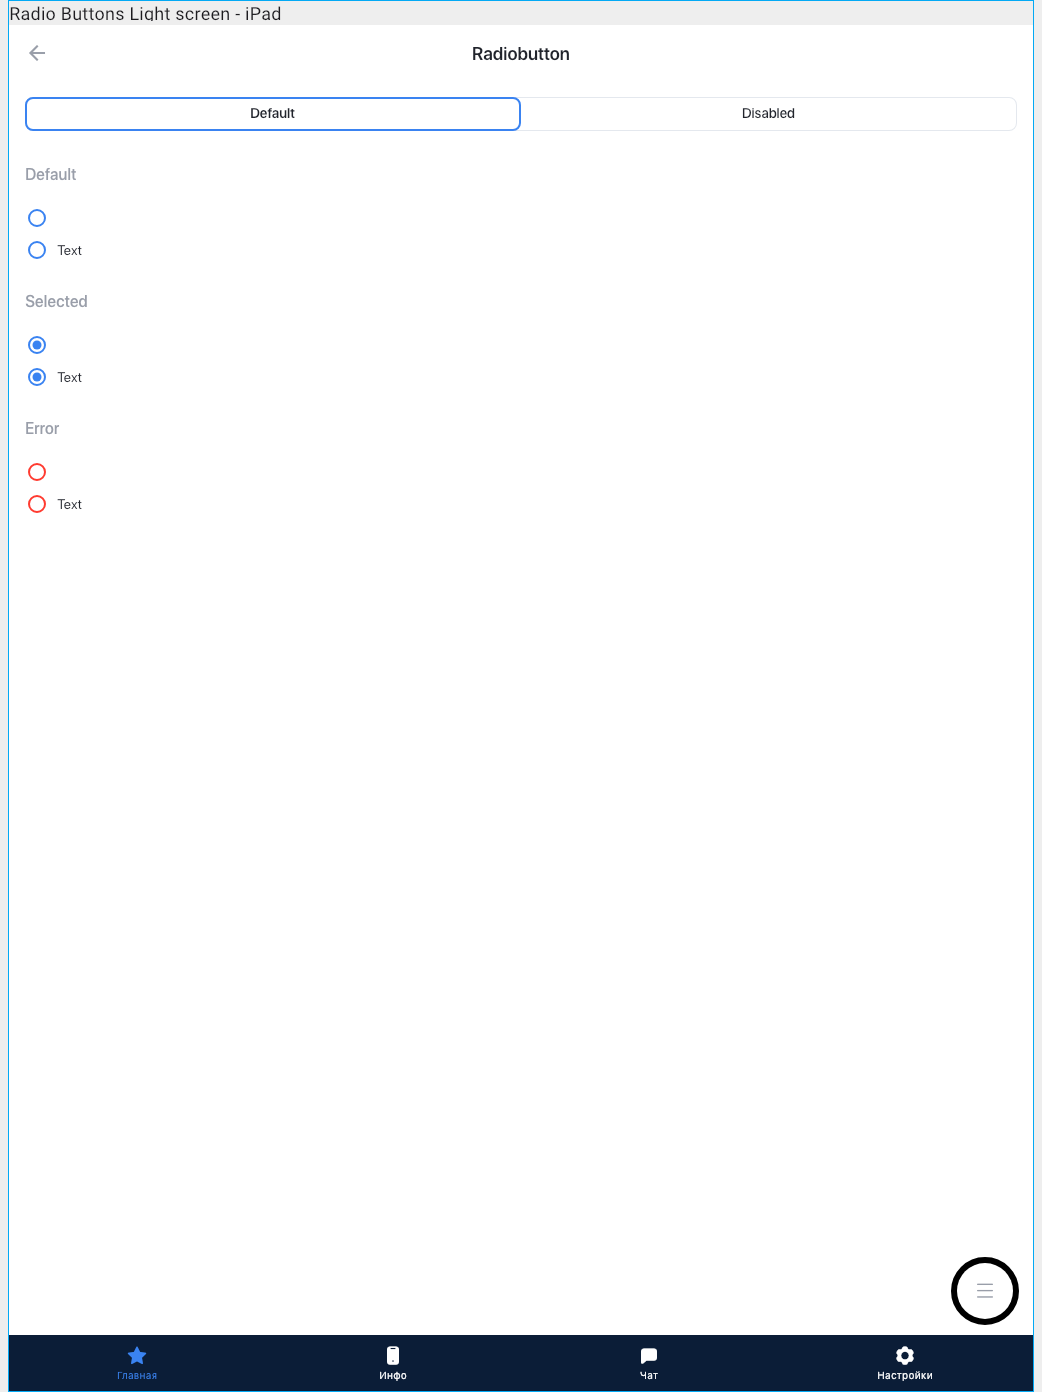 Radio Buttons Light screen - iPad
Radiobutton
Default Disabled
Default
Text
Selected
Text
Error
Text
Главная Инфо Чат Настройки